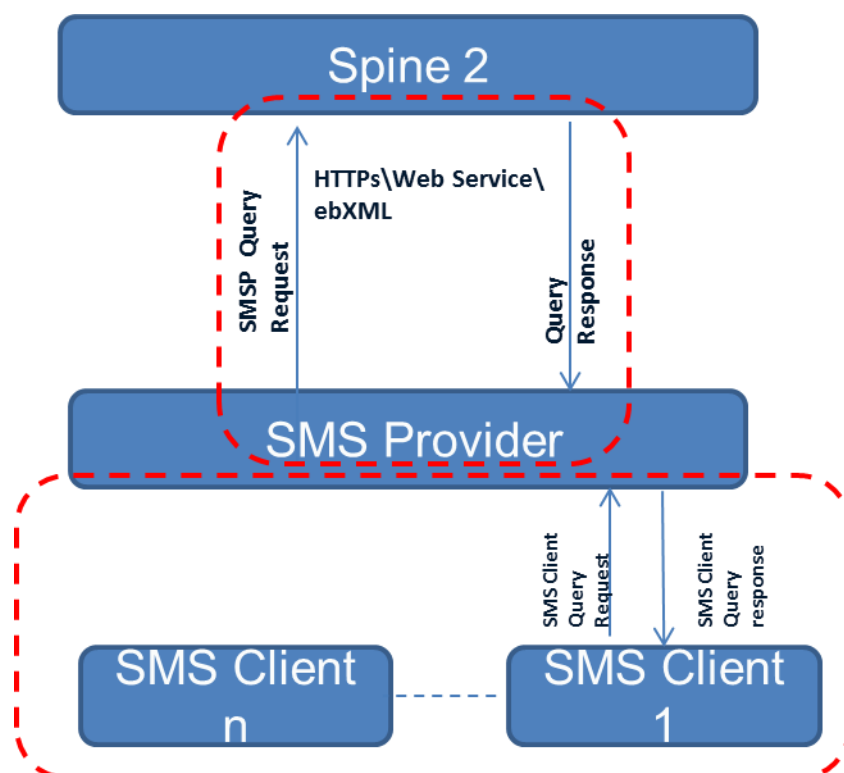 Spine 2
HTTPs\Web Service\
ebXML
SMSP Query
Request
Query
Response
SMS Provider
SMS Client
Query
Request
SMS Client
Query
response
SMS Client
n
SMS Client
1